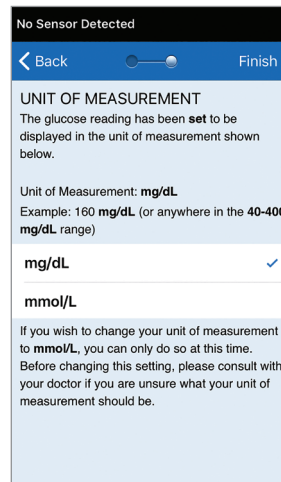 No Sensor Detected
Back
Finish
UNIT OF MEASUREMENT
The glucose reading has been set to be
displayed in the unit of measurement shown
below.
Unit of Measurement: mg/dL
Example: 160 mg/dL (or anywhere in the 40-400
mg/dL range)
mg/dL
mmol/L
If you wish to change your unit of measurement
to mmol/L, you can only do so at this time.
Before changing this setting, please consult with
your doctor if you are unsure what your unit of
measurement should be.